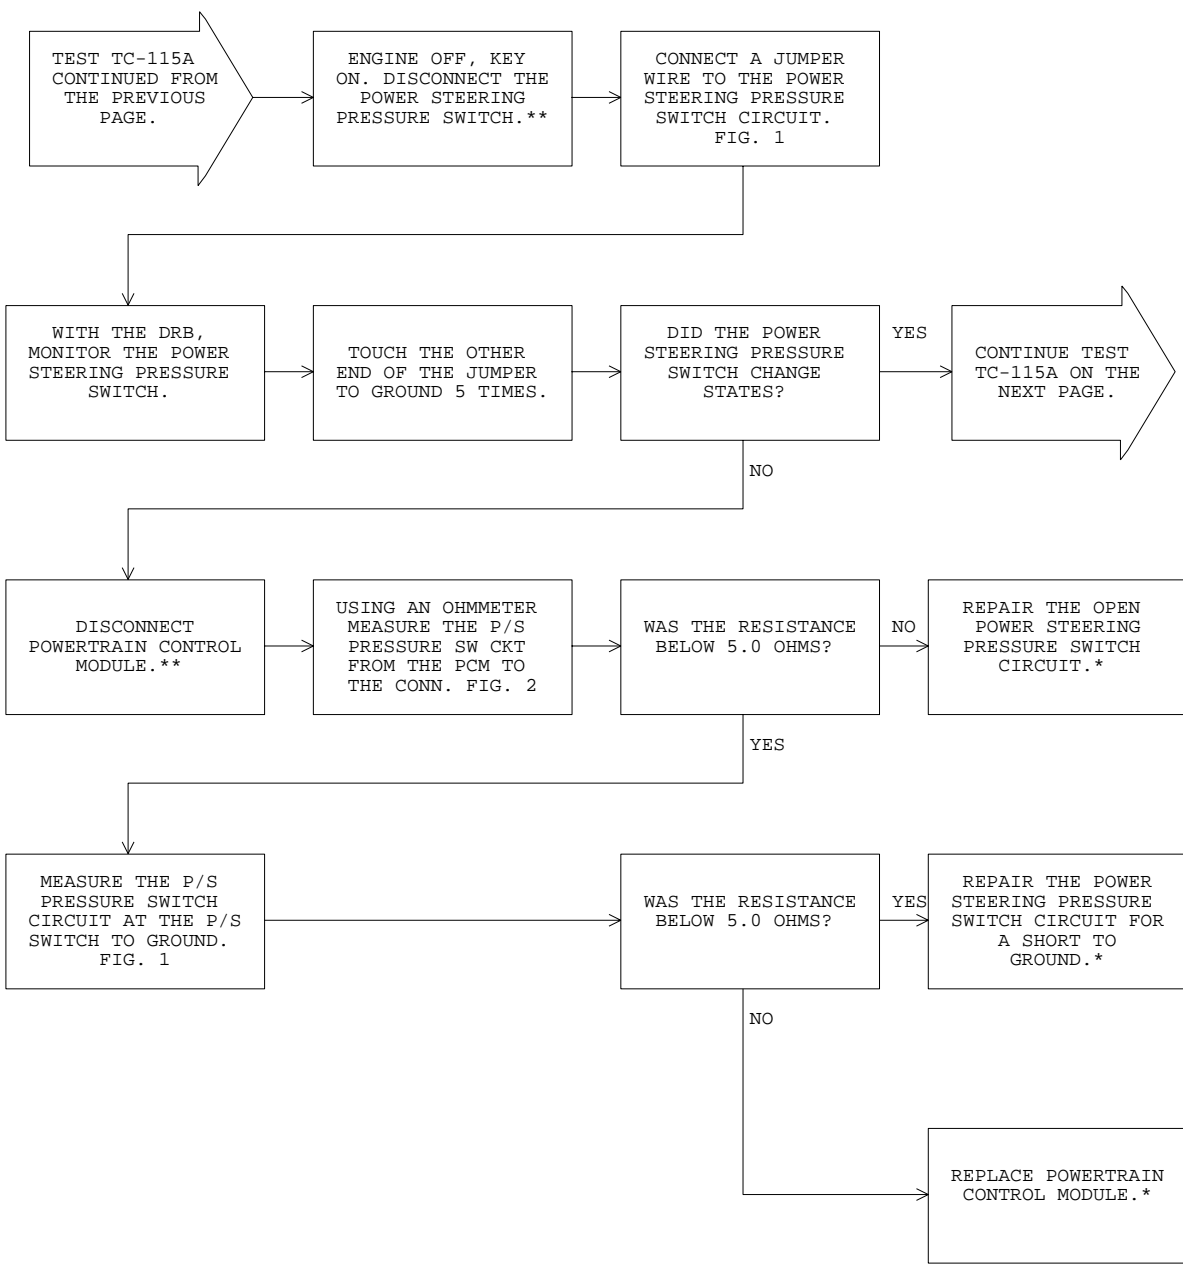 TEST TC-115A
CONTINUED FROM
THE PREVIOUS
PAGE.
ENGINE OFF, KEY
ON. DISCONNECT THE
POWER STEERING
PRESSURE SWITCH.**
CONNECT A JUMPER
WIRE TO THE POWER
STEERING PRESSURE
SWITCH CIRCUIT.
FIG. 1
WITH THE DRB,
MONITOR THE POWER
STEERING PRESSURE
SWITCH.
TOUCH THE OTHER
END OF THE JUMPER
TO GROUND 5 TIMES.
DID THE POWER
STEERING PRESSURE
SWITCH CHANGE
STATES?
YES
CONTINUE TEST
TC-115A ON THE
NEXT PAGE.
NO
DISCONNECT
POWERTRAIN CONTROL
MODULE.**
USING AN OHMMETER
MEASURE THE P/S
PRESSURE SW CKT
FROM THE PCM TO
THE CONN. FIG. 2
WAS THE RESISTANCE
BELOW 5.0 OHMS?
NO
REPAIR THE OPEN
POWER STEERING
PRESSURE SWITCH
CIRCUIT.*
YES
MEASURE THE P/S
PRESSURE SWITCH
CIRCUIT AT THE P/S
SWITCH TO GROUND.
FIG. 1
WAS THE RESISTANCE
BELOW 5.0 OHMS?
YES
REPAIR THE POWER
STEERING PRESSURE
SWITCH CIRCUIT FOR
A SHORT TO
GROUND.*
NO
REPLACE POWERTRAIN
CONTROL MODULE.*